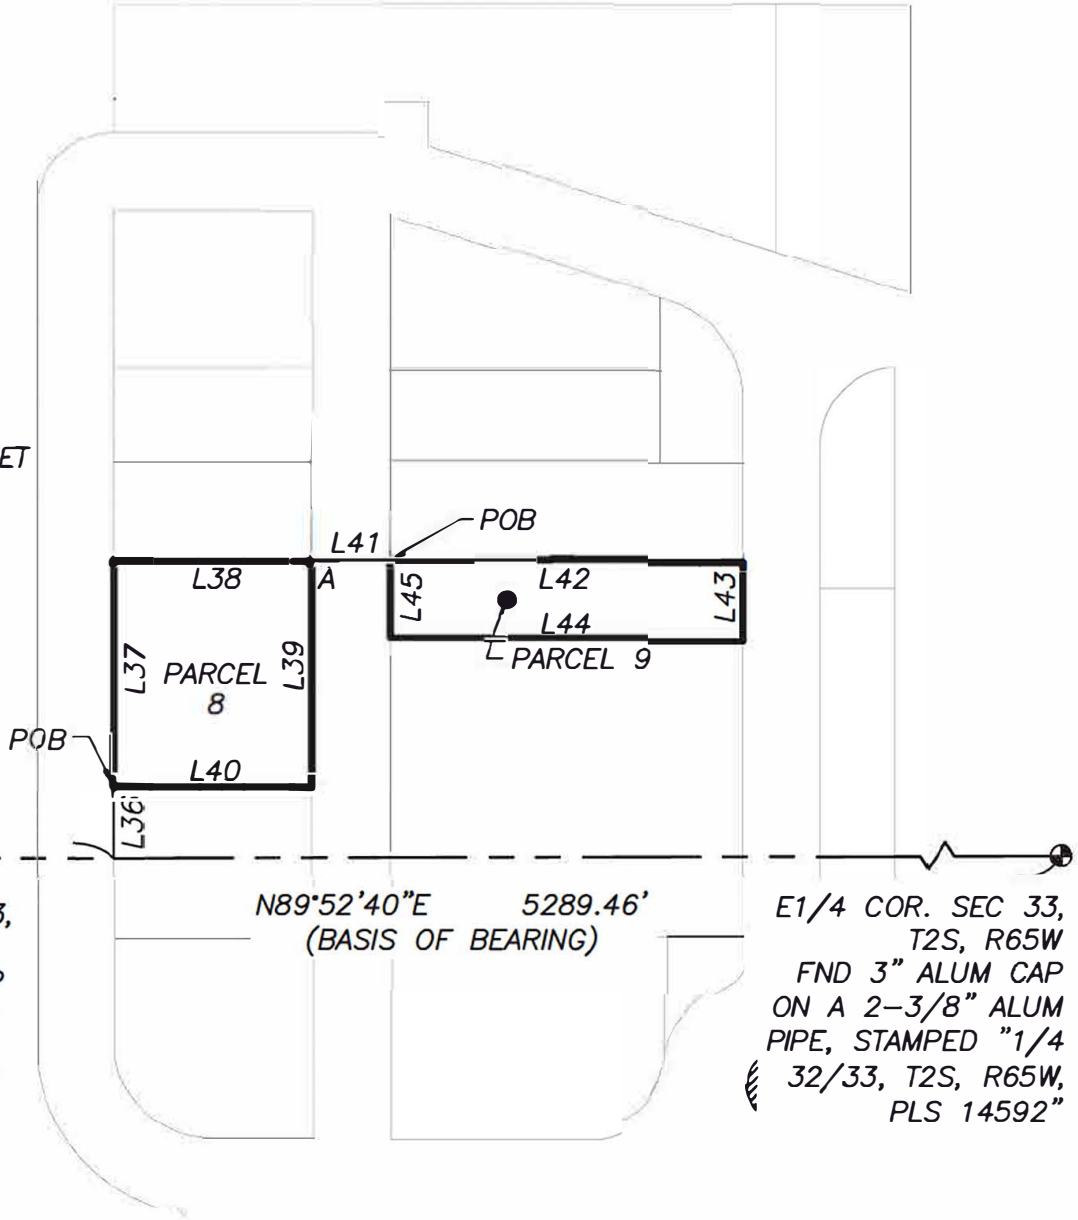 ET
POB
L41
L38
A
L45
L42
L43
L44
PARCEL 9
L37
PARCEL
8
L39
POB
L40
L36
N89°52'40"E 5289.46'
(BASIS OF BEARING)
3,
E1/4 COR. SEC 33,
T2S, R65W
FND 3" ALUM CAP
ON A 2-3/8" ALUM
PIPE, STAMPED "1/4
32/33, T2S, R65W,
PLS 14592"